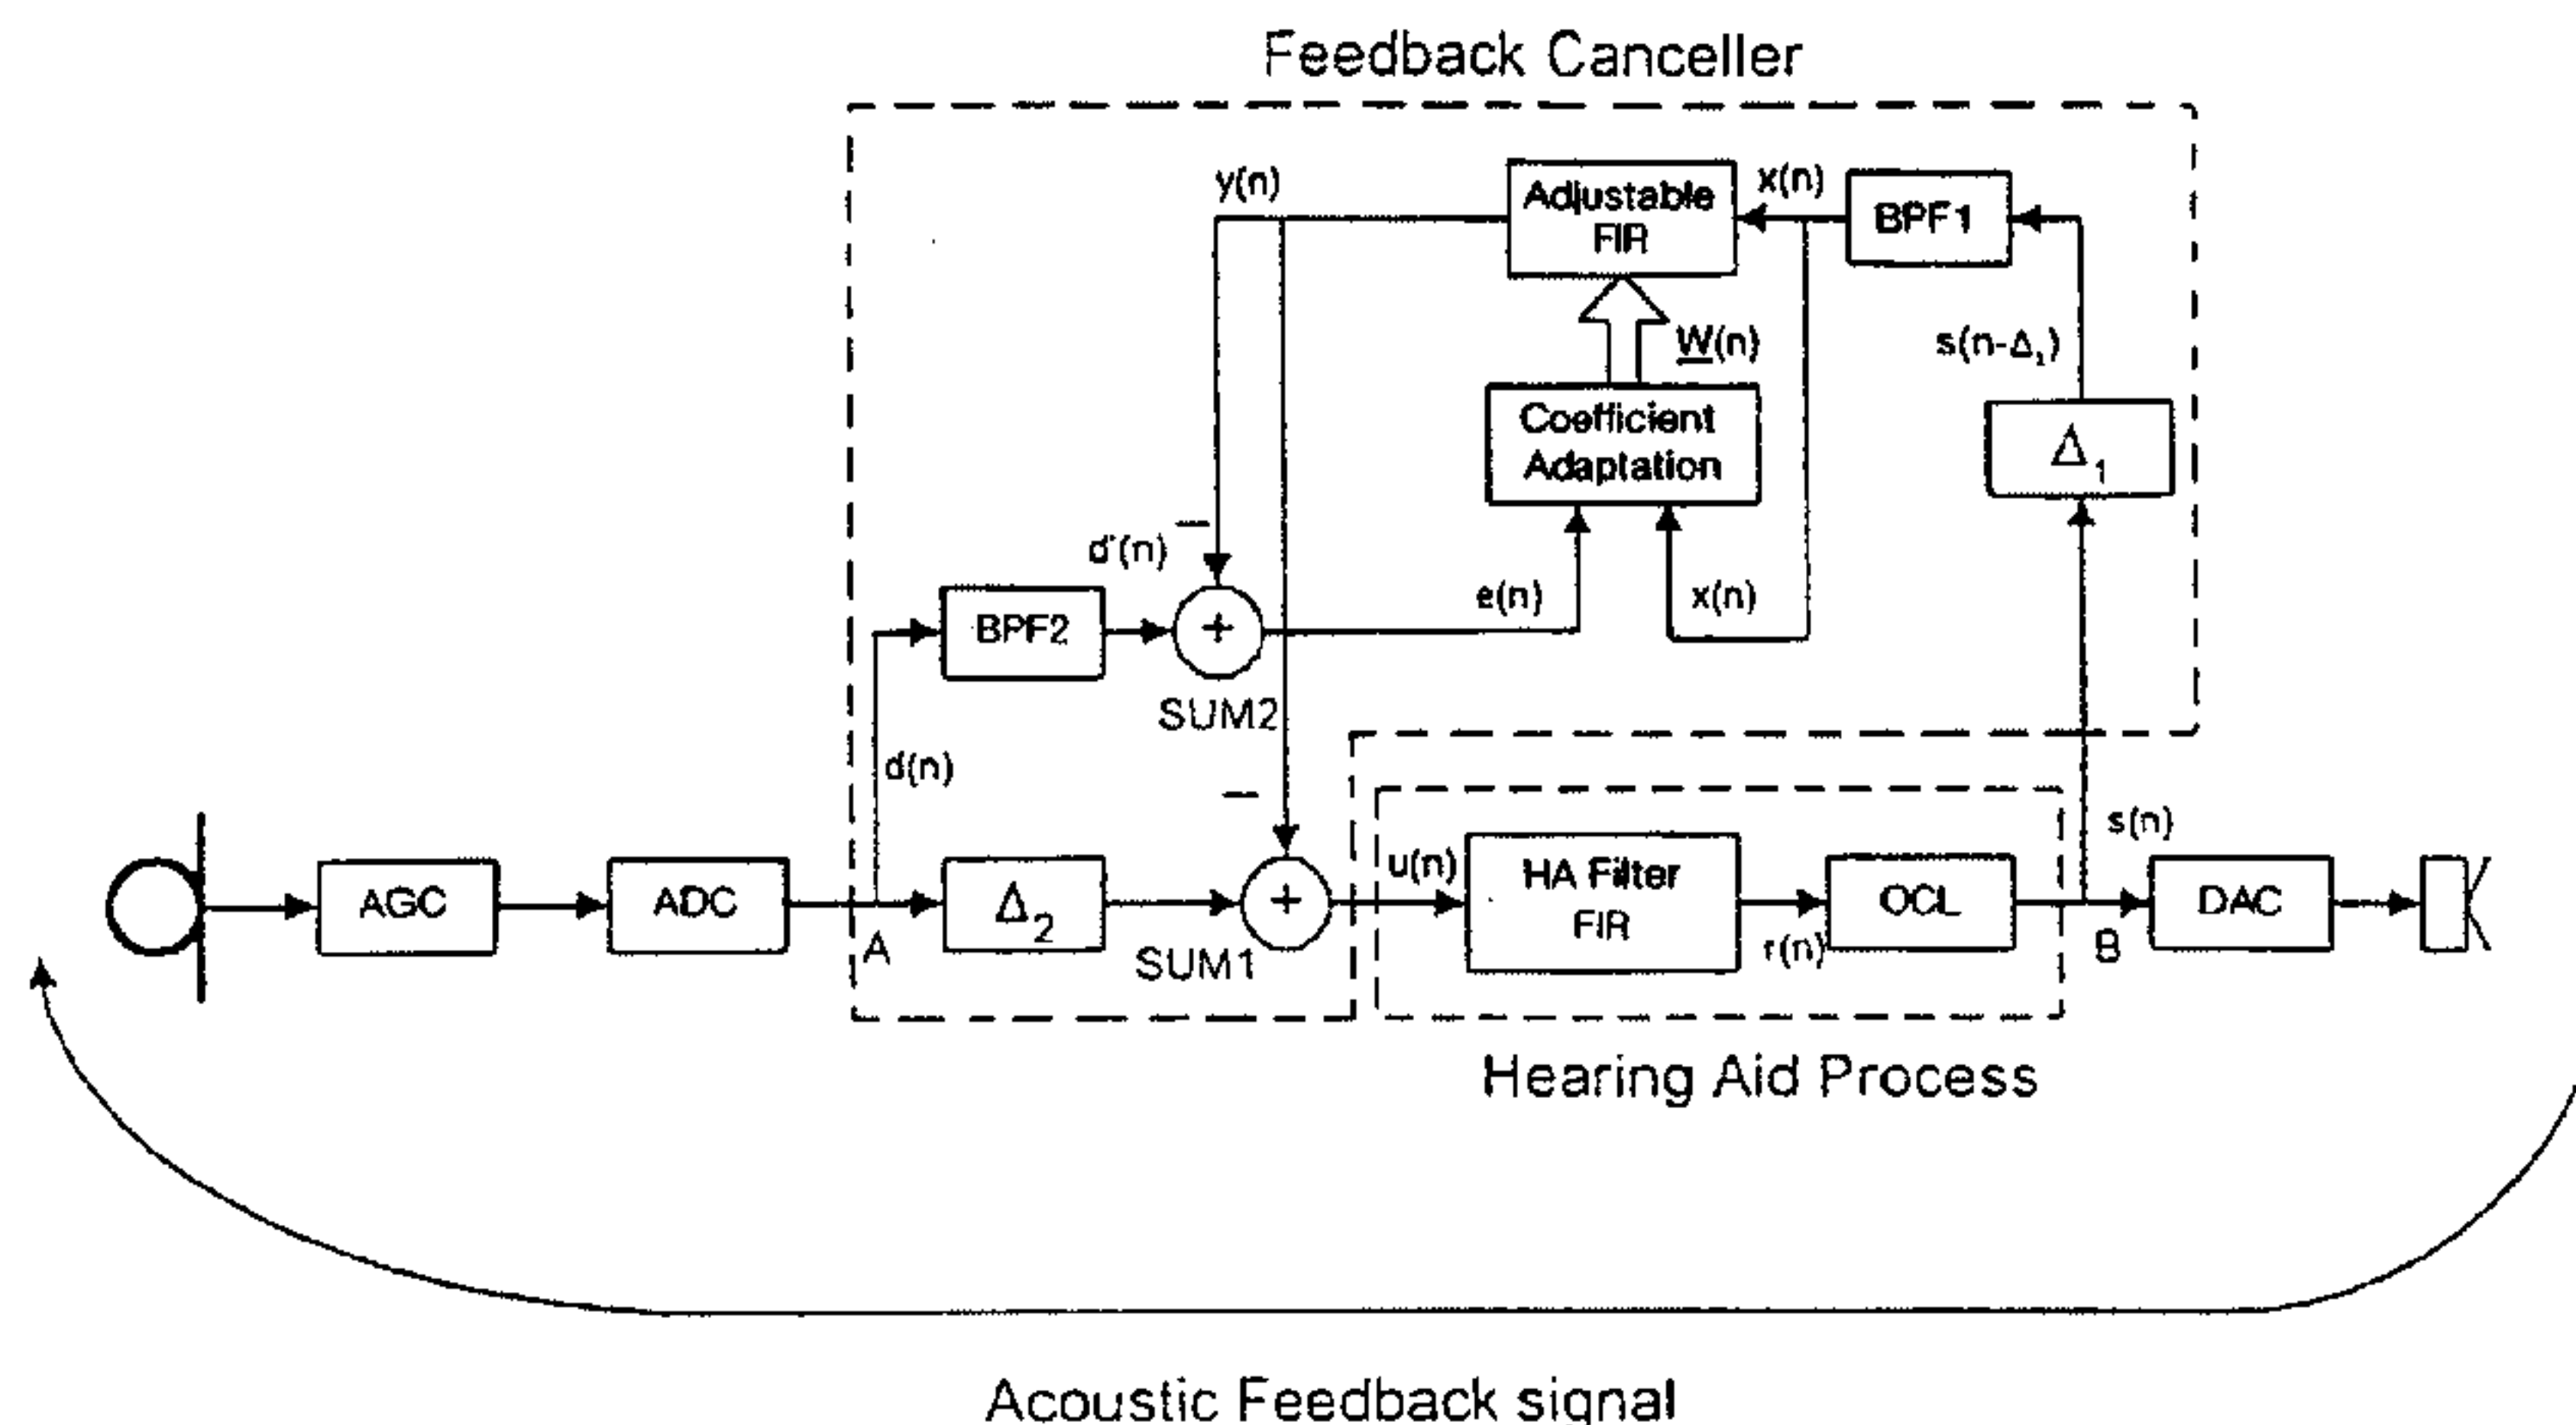 Feedback Canceller
y(n)
Adjustable
FIR
x(n)
BPF1
W(n)
s(n-Δ₁)
Coefficient
Adaptation
Δ₁
−
d'(n)
BPF2
+
e(n)
x(n)
SUM2
d(n)
−
AGC
ADC
A
Δ₂
+
SUM1
u(n)
HA Filter
FIR
r(n)
OCL
s(n)
B
DAC
Hearing Aid Process
Acoustic Feedback signal